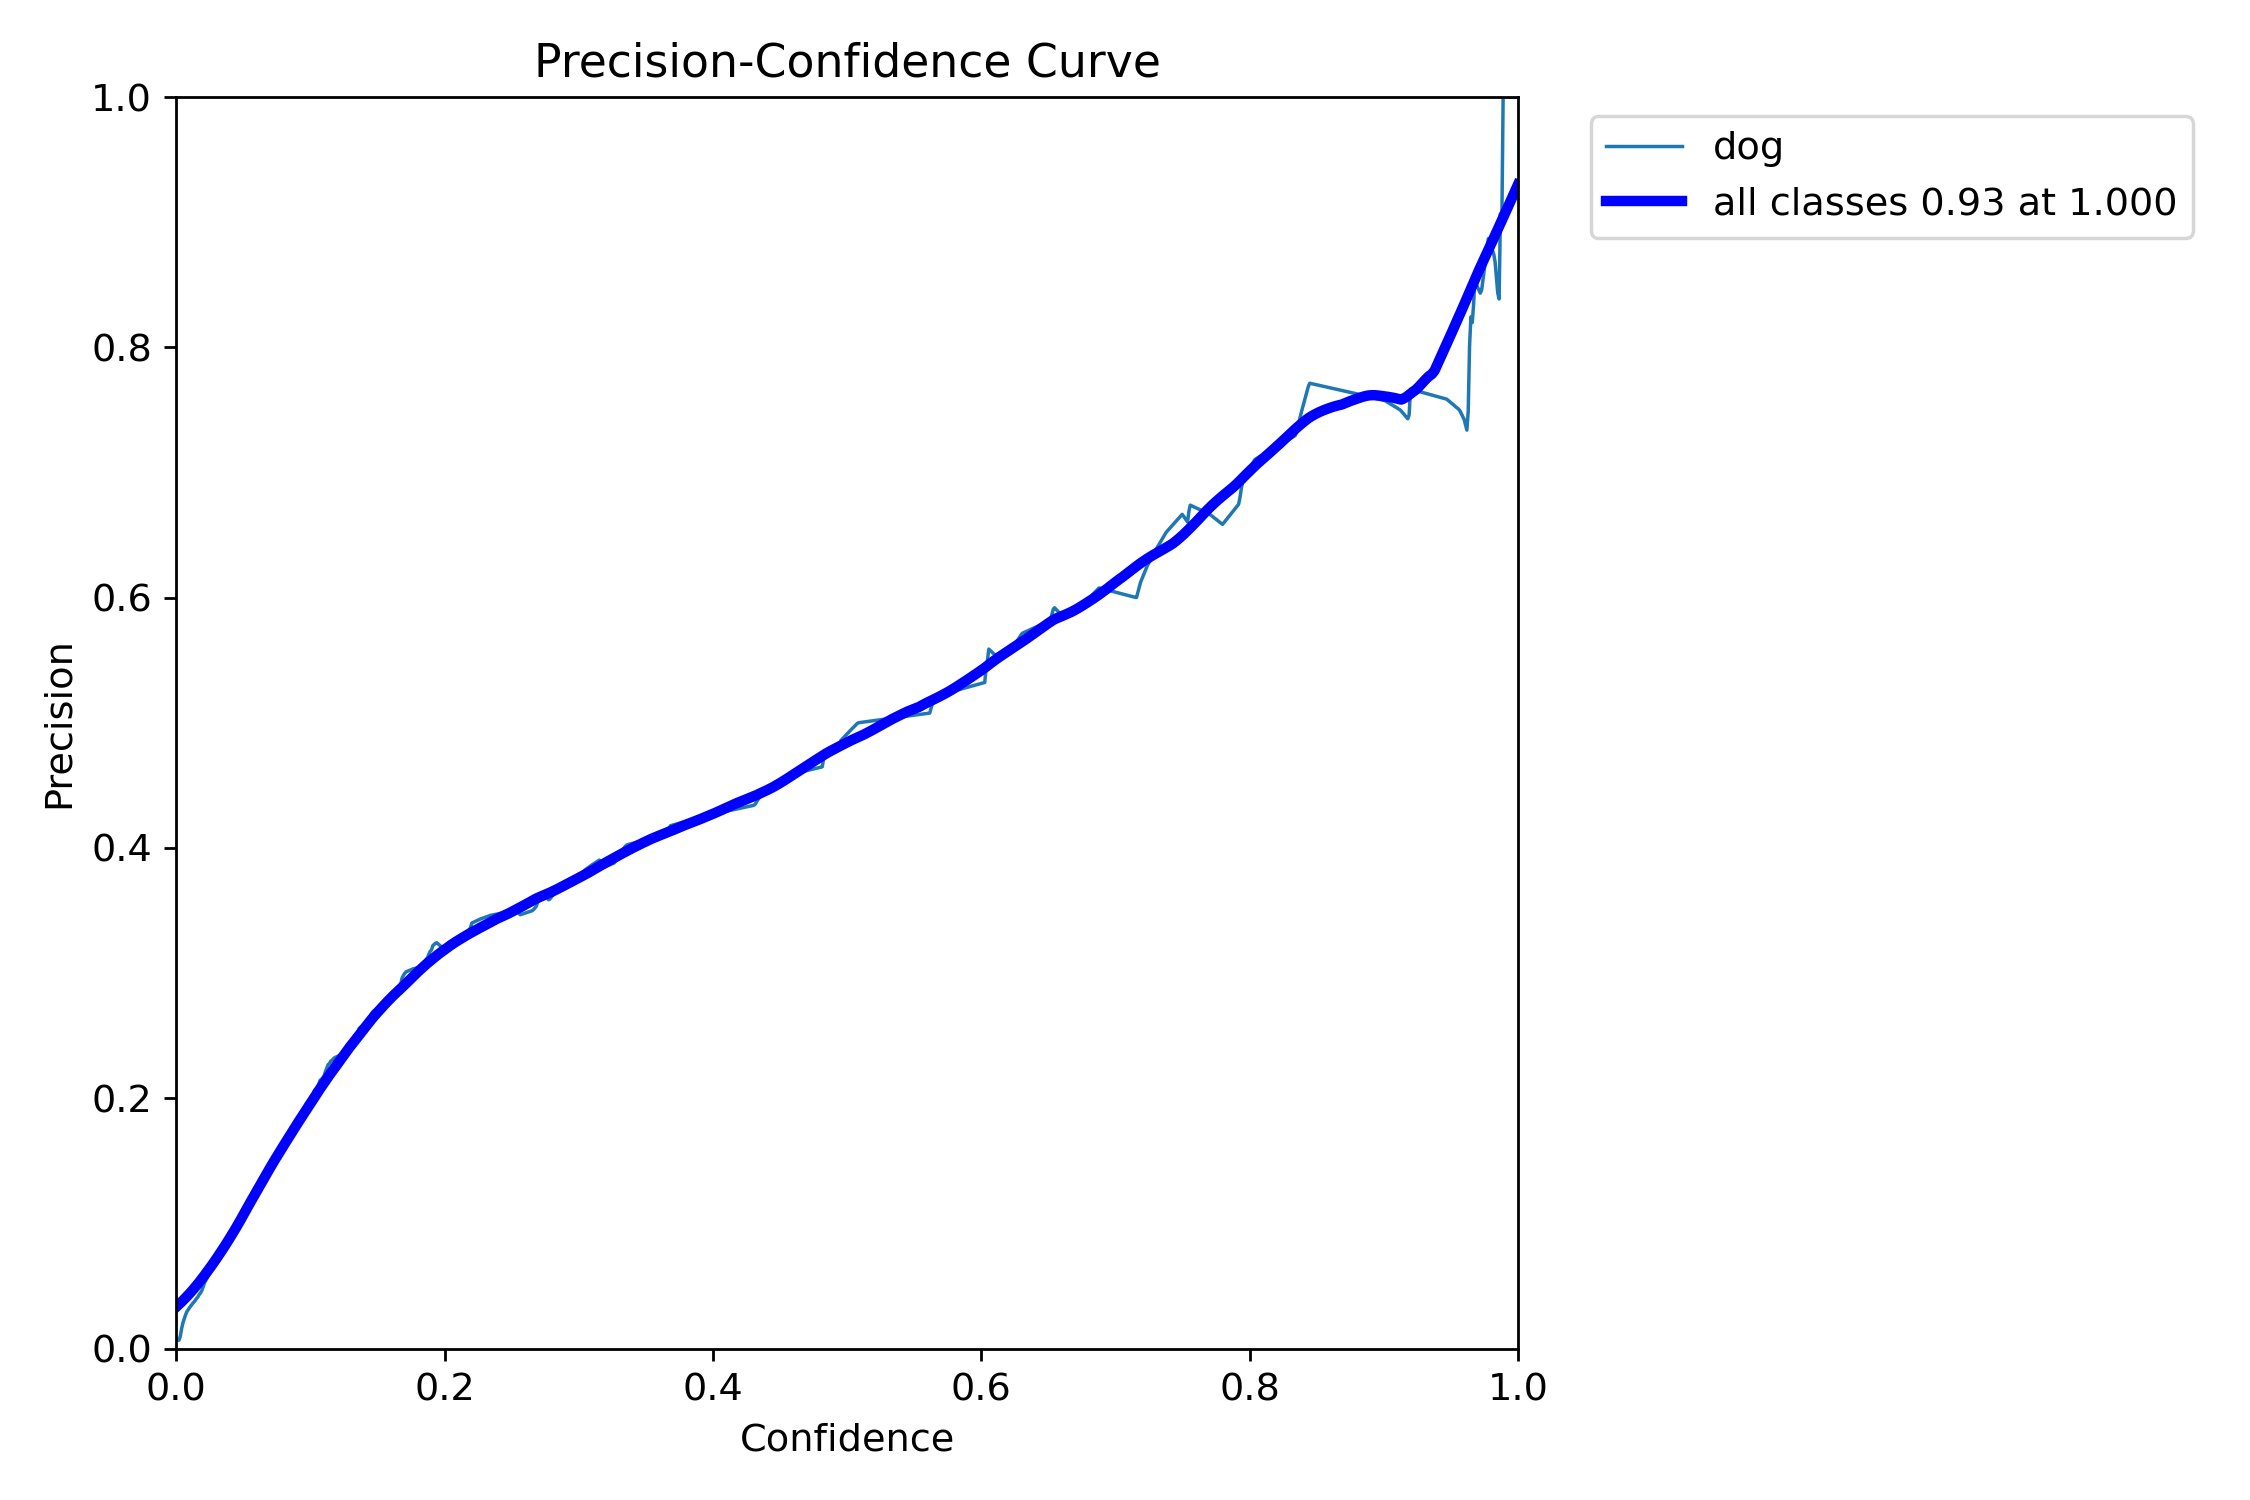 Precision-Confidence Curve
1.0
0.8
0.6
0.4
0.2
0.0
Precision
0.0 0.2 0.4 0.6 0.8 1.0
Confidence
dog
all classes 0.93 at 1.000